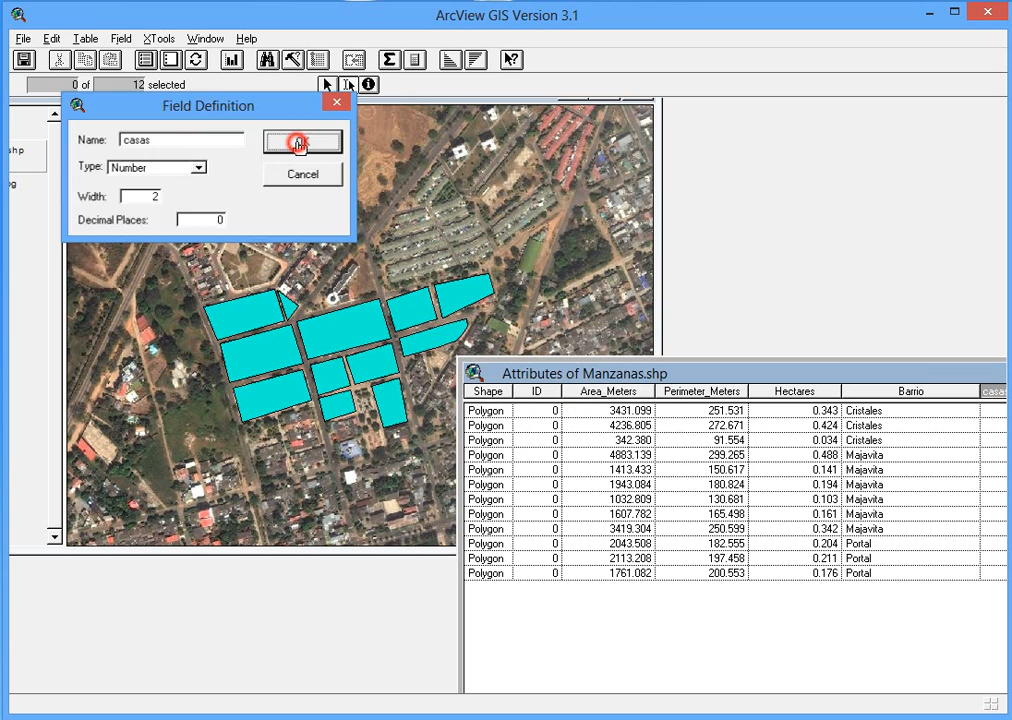 ArcView GIS Version 3.1
File Edit Table Field XTools Window Help
0 of 12 selected
Field Definition
Name: casas
Type: Number
Cancel
Width: 2
Decimal Places: 0
shp
Attributes of Manzanas.shp
Shape ID Area_Meters Perimeter_Meters Hectares Barrio casas
Polygon 0 3431.099 251.531 0.343 Cristales
Polygon 0 4236.805 272.671 0.424 Cristales
Polygon 0 342.380 91.554 0.034 Cristales
Polygon 0 4883.139 299.265 0.488 Majavita
Polygon 0 1413.433 150.617 0.141 Majavita
Polygon 0 1943.084 180.824 0.194 Majavita
Polygon 0 1032.809 130.681 0.103 Majavita
Polygon 0 1607.782 165.498 0.161 Majavita
Polygon 0 3419.304 250.599 0.342 Majavita
Polygon 0 2043.508 182.555 0.204 Portal
Polygon 0 2113.208 197.458 0.211 Portal
Polygon 0 1761.082 200.553 0.176 Portal